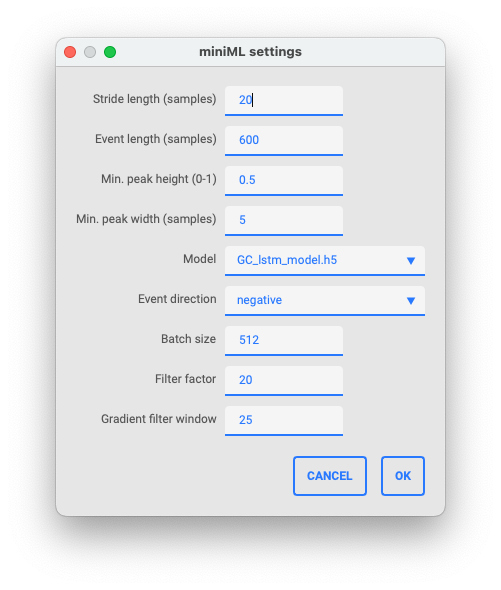 miniML settings
Stride length (samples) 20
Event length (samples) 600
Min. peak height (0-1) 0.5
Min. peak width (samples) 5
Model GC_lstm_model.h5
Event direction negative
Batch size 512
Filter factor 20
Gradient filter window 25
CANCEL OK